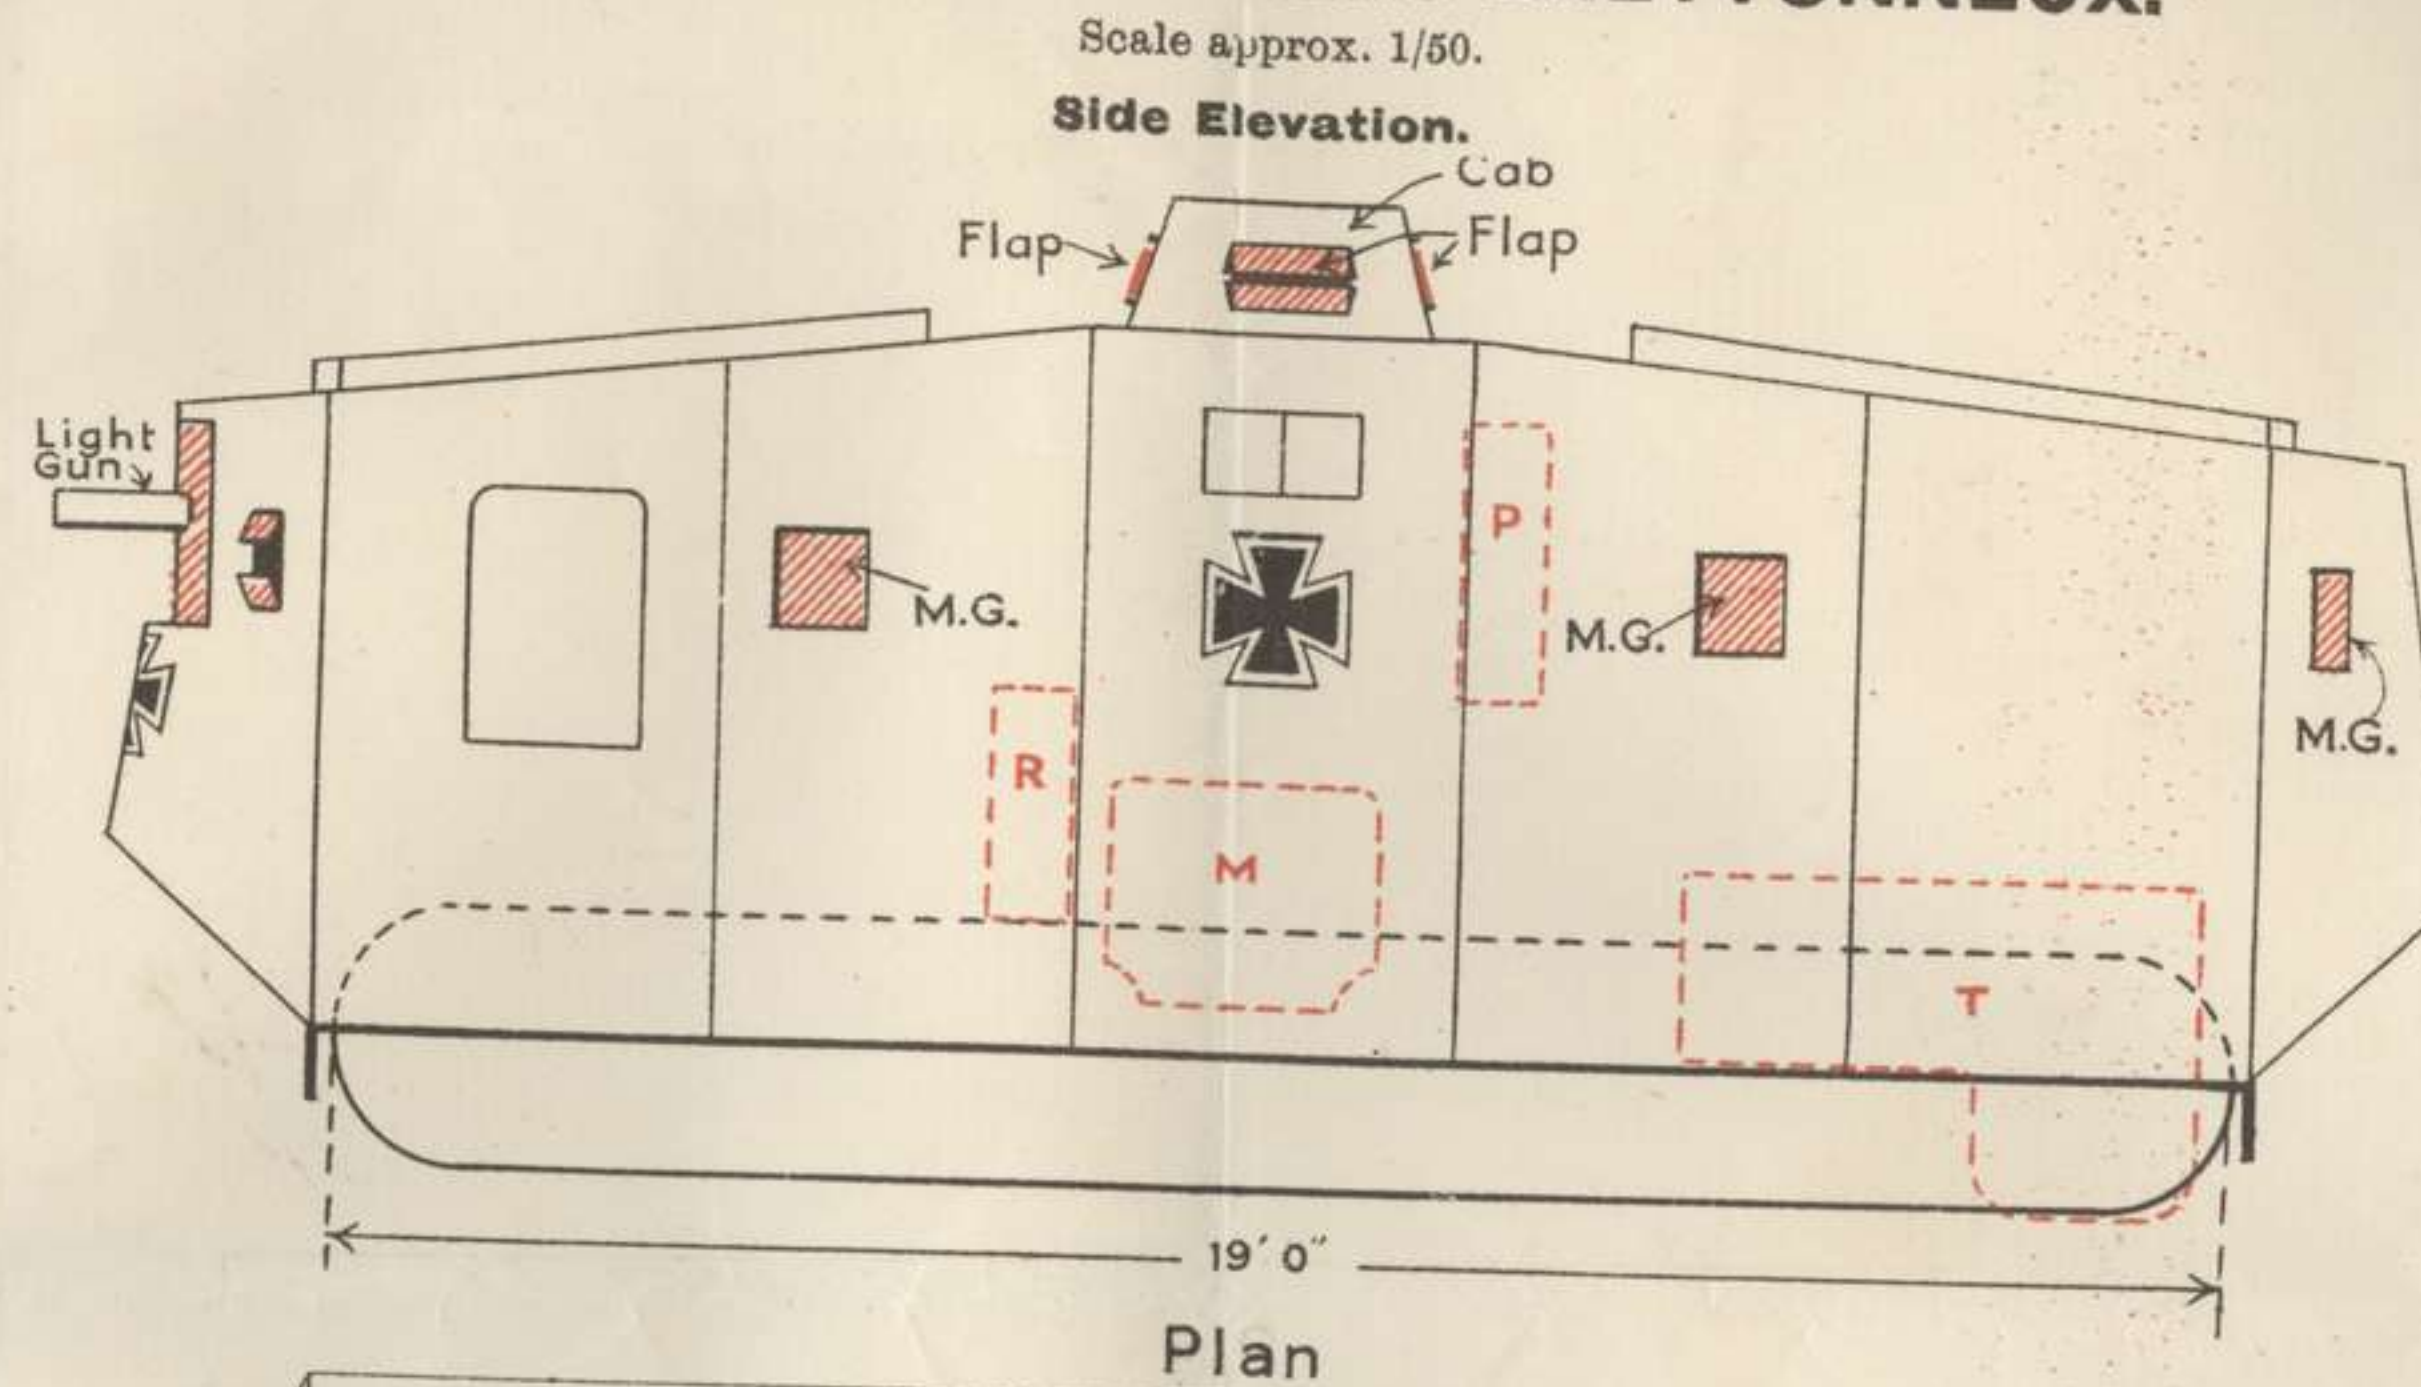 Scale approx. 1/50.
Side Elevation.
Cab
Flap
Flap
Light
Gun
M.G.
P
M.G.
M.G.
R
M
T
19' 0"
Plan